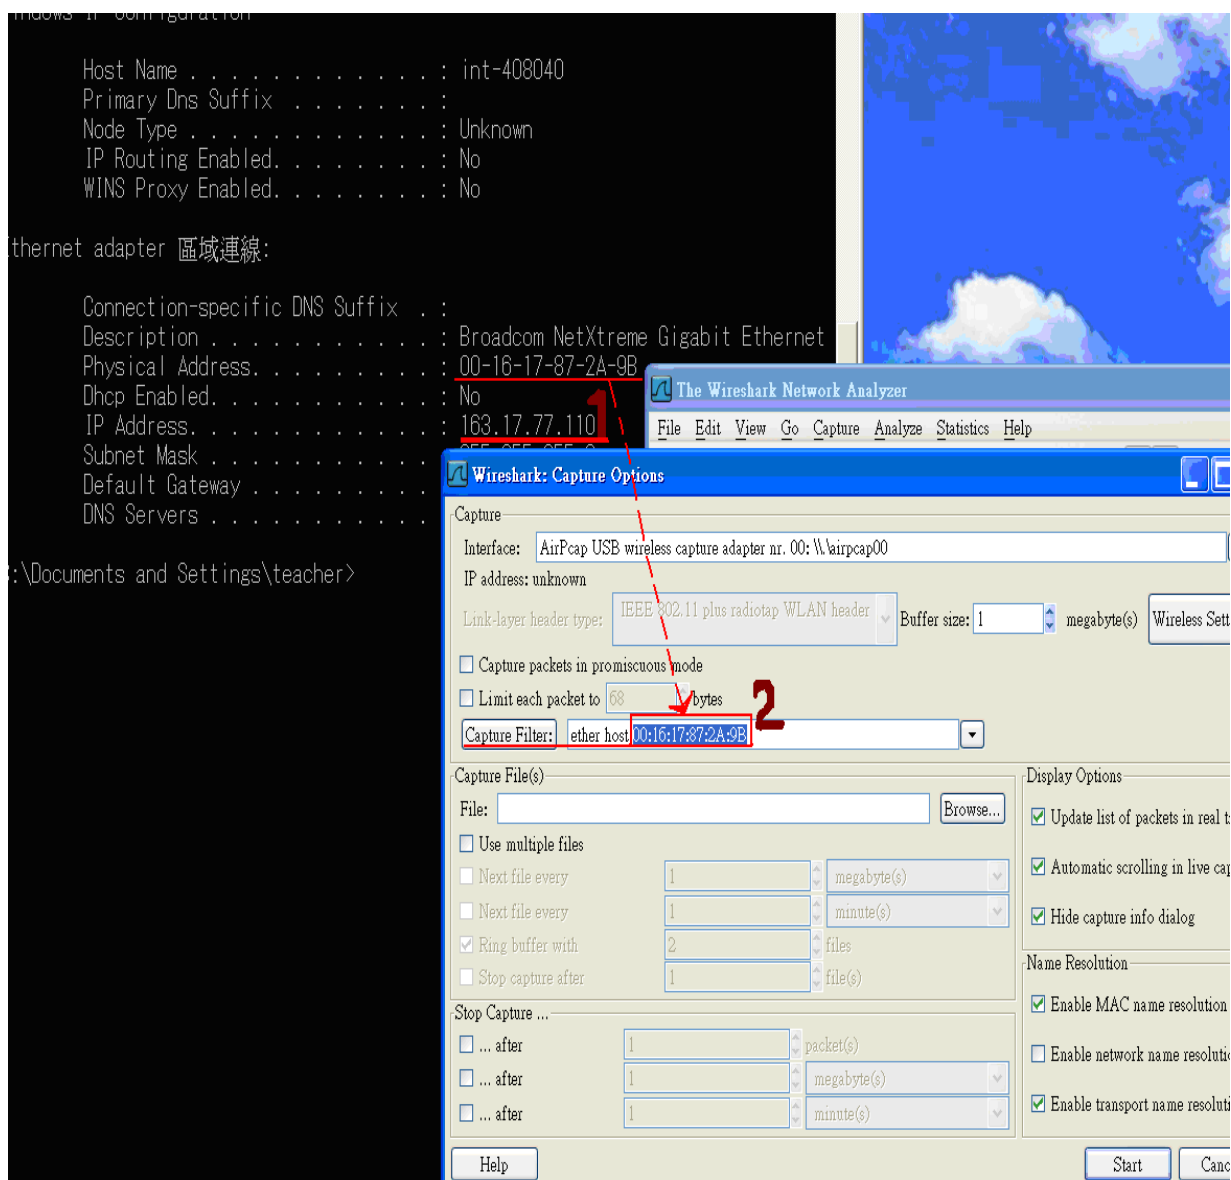 Windows IP Configuration
Host Name . . . . . . . . . . . . : int-408040
Primary Dns Suffix . . . . . . . :
Node Type . . . . . . . . . . . . : Unknown
IP Routing Enabled. . . . . . . . : No
WINS Proxy Enabled. . . . . . . . : No
thernet adapter 區域連線:
Connection-specific DNS Suffix . :
Description . . . . . . . . . . . : Broadcom NetXtreme Gigabit Ethernet
Physical Address. . . . . . . . . : 00-16-17-87-2A-9B
Dhcp Enabled. . . . . . . . . . . : No
IP Address. . . . . . . . . . . . : 163.17.77.110
1
Subnet Mask . . . . . . . . . . .
Default Gateway . . . . . . . . .
DNS Servers . . . . . . . . . . .
:\Documents and Settings\teacher>
The Wireshark Network Analyzer
File Edit View Go Capture Analyze Statistics Help
Wireshark: Capture Options
Capture
Interface: AirPcap USB wireless capture adapter nr. 00: \\.\airpcap00
IP address: unknown
Link-layer header type: IEEE 802.11 plus radiotap WLAN header Buffer size: 1 megabyte(s) Wireless Sett
Capture packets in promiscuous mode
Limit each packet to 68 bytes
2
Capture Filter: ether host 00:16:17:87:2A:9B
Capture File(s)
File: Browse...
Use multiple files
Next file every 1 megabyte(s)
Next file every 1 minute(s)
Ring buffer with 2 files
Stop capture after 1 file(s)
Stop Capture ...
... after 1 packet(s)
... after 1 megabyte(s)
... after 1 minute(s)
Display Options
Update list of packets in real t
Automatic scrolling in live cap
Hide capture info dialog
Name Resolution
Enable MAC name resolution
Enable network name resoluti
Enable transport name resoluti
Help Start Canc